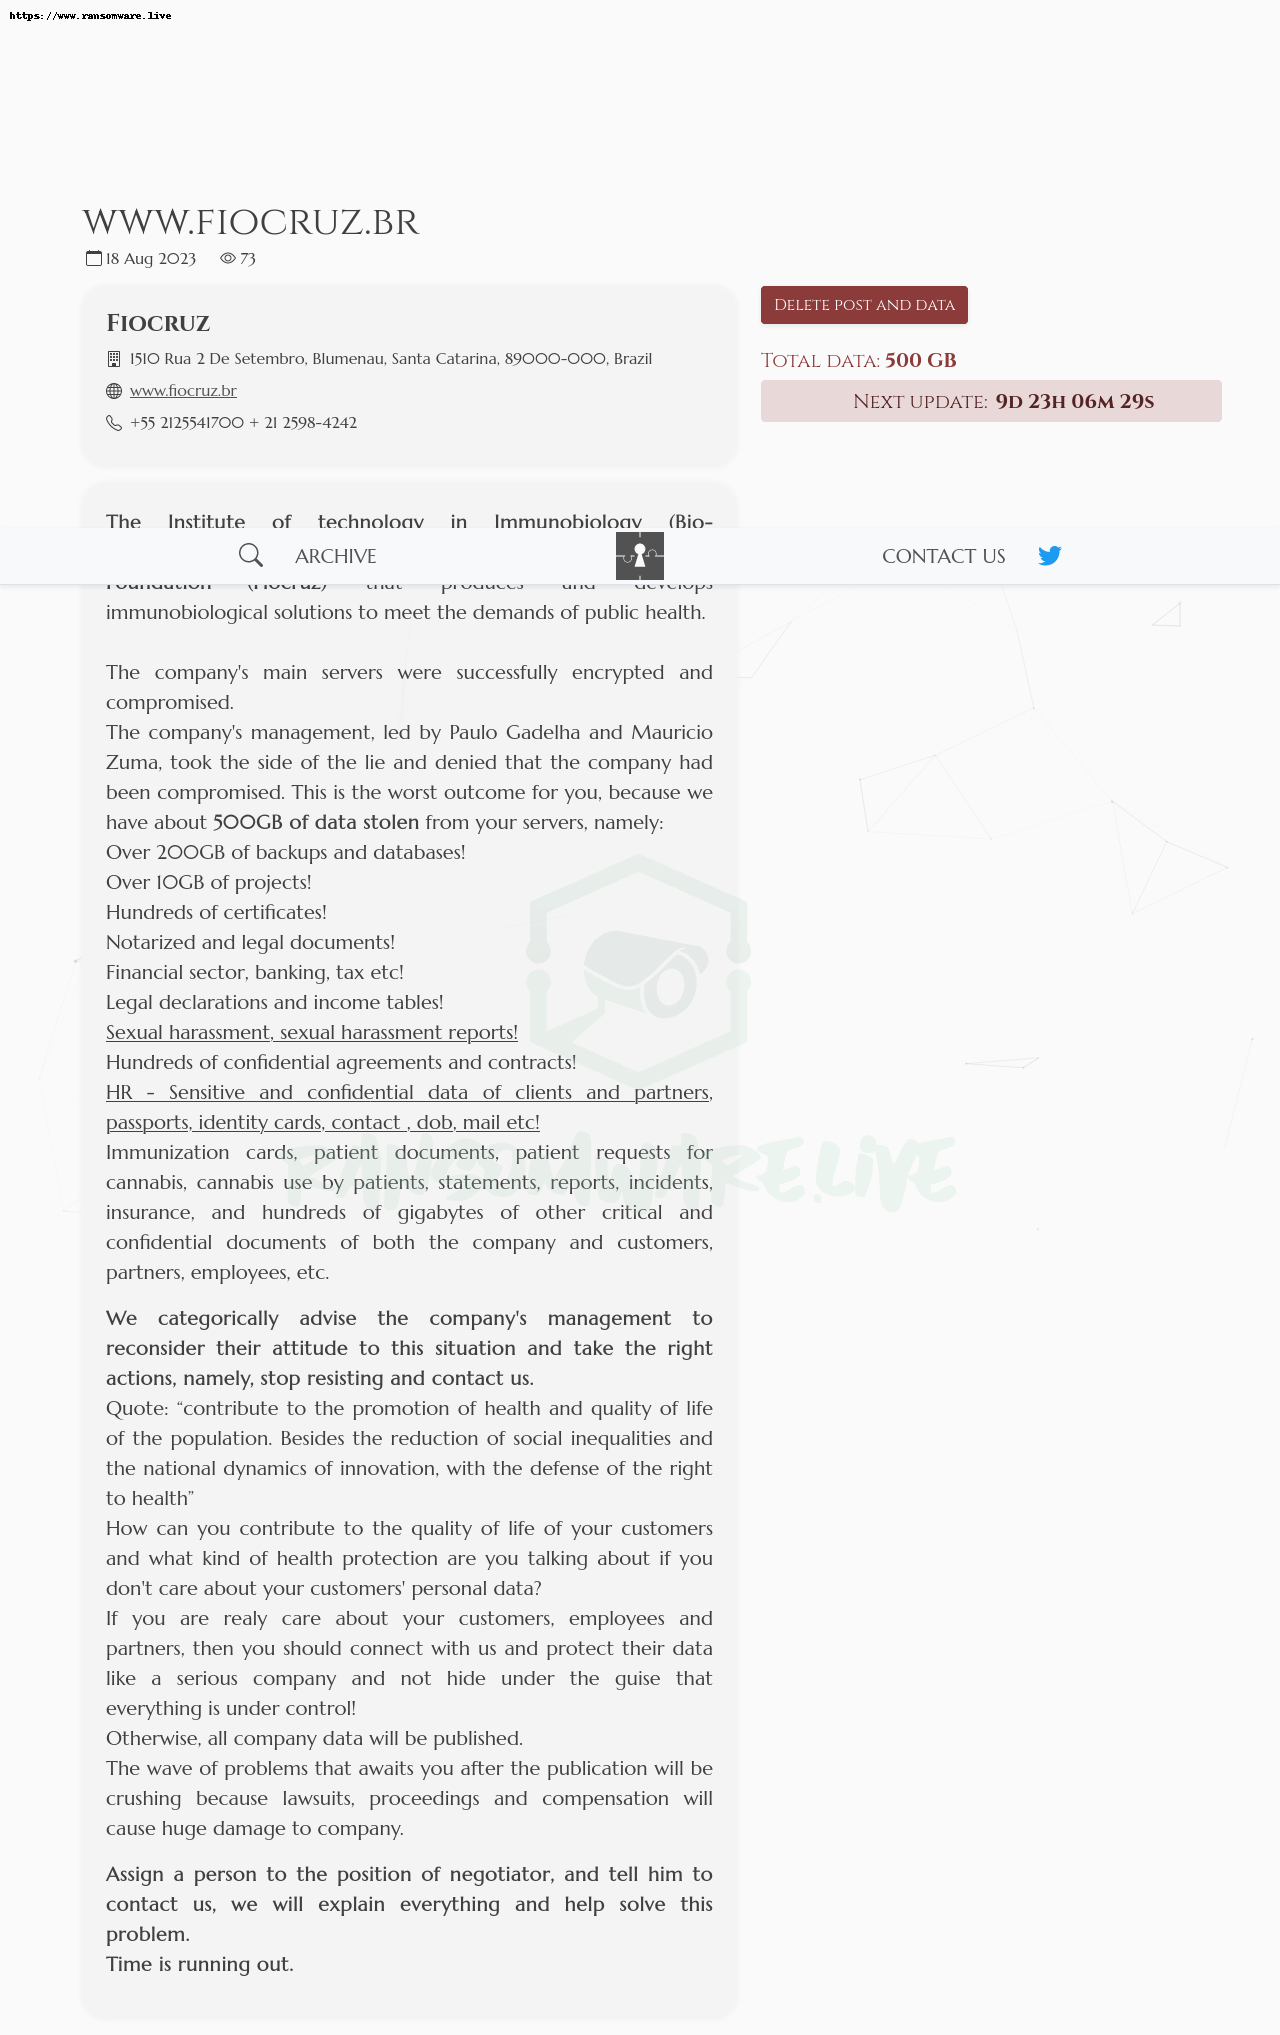 https://www.ransomware.live
www.fiocruz.br
18 Aug 2023 73
Fiocruz
1510 Rua 2 De Setembro, Blumenau, Santa Catarina, 89000-000, Brazil
www.fiocruz.br
+55 2125541700 + 21 2598-4242
Delete post and data
Total data: 500 GB
Next update: 9d 23h 06m 29s
The Institute of technology in Immunobiology (Bio-
ARCHIVE
CONTACT US
Foundation (Fiocruz) that produces and develops
immunobiological solutions to meet the demands of public health.
The company's main servers were successfully encrypted and
compromised.
The company's management, led by Paulo Gadelha and Mauricio
Zuma, took the side of the lie and denied that the company had
been compromised. This is the worst outcome for you, because we
have about 500GB of data stolen from your servers, namely:
Over 200GB of backups and databases!
Over 10GB of projects!
Hundreds of certificates!
Notarized and legal documents!
Financial sector, banking, tax etc!
Legal declarations and income tables!
Sexual harassment, sexual harassment reports!
Hundreds of confidential agreements and contracts!
HR - Sensitive and confidential data of clients and partners,
passports, identity cards, contact , dob, mail etc!
RANSOMWARE.LIVE
Immunization cards, patient documents, patient requests for
cannabis, cannabis use by patients, statements, reports, incidents,
insurance, and hundreds of gigabytes of other critical and
confidential documents of both the company and customers,
partners, employees, etc.
We categorically advise the company's management to
reconsider their attitude to this situation and take the right
actions, namely, stop resisting and contact us.
Quote: “contribute to the promotion of health and quality of life
of the population. Besides the reduction of social inequalities and
the national dynamics of innovation, with the defense of the right
to health”
How can you contribute to the quality of life of your customers
and what kind of health protection are you talking about if you
don't care about your customers' personal data?
If you are realy care about your customers, employees and
partners, then you should connect with us and protect their data
like a serious company and not hide under the guise that
everything is under control!
Otherwise, all company data will be published.
The wave of problems that awaits you after the publication will be
crushing because lawsuits, proceedings and compensation will
cause huge damage to company.
Assign a person to the position of negotiator, and tell him to
contact us, we will explain everything and help solve this
problem.
Time is running out.